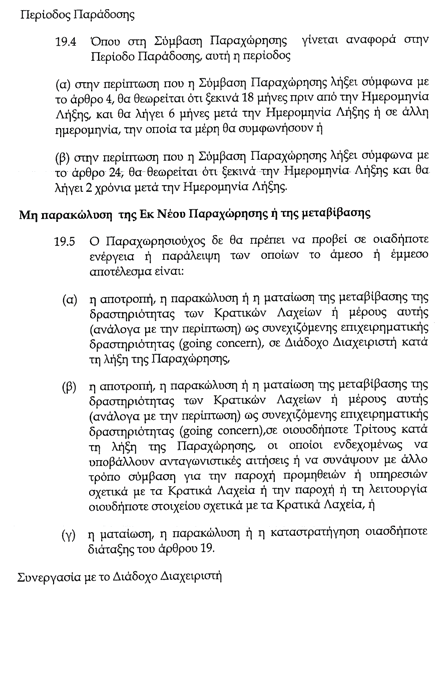 Περίοδος Παράδοσης
19.4 Όπου στη Σύμβαση Παραχώρησης γίνεται αναφορά στην
Περίοδο Παράδοσης, αυτή η περίοδος
(α) στην περίπτωση που η Σύμβαση Παραχώρησης λήξει σύμφωνα με
το άρθρο 4, θα θεωρείται ότι ξεκινά 18 μήνες πριν από την Ημερομηνία
Λήξης, και θα λήγει 6 μήνες μετά την Ημερομηνία Λήξης ή σε άλλη
ημερομηνία, την οποία τα μέρη θα συμφωνήσουν ή
(β) στην περίπτωση που η Σύμβαση Παραχώρησης λήξει σύμφωνα με
το άρθρο 24, θα θεωρείται ότι ξεκινά την Ημερομηνία Λήξης και θα
λήγει 2 χρόνια μετά την Ημερομηνία Λήξης.
Μη παρακώλυση της Εκ Νέου Παραχώρησης ή της μεταβίβασης
19.5 Ο Παραχωρησιούχος δε θα πρέπει να προβεί σε οιαδήποτε
ενέργεια ή παράλειψη των οποίων το άμεσο ή έμμεσο
αποτέλεσμα είναι:
(α) η αποτροπή, η παρακώλυση ή η ματαίωση της μεταβίβασης της
δραστηριότητας των Κρατικών Λαχείων ή μέρους αυτής
(ανάλογα με την περίπτωση) ως συνεχιζόμενης επιχειρηματικής
δραστηριότητας (going concern), σε Διάδοχο Διαχειριστή κατά
τη λήξη της Παραχώρησης,
(β) η αποτροπή, η παρακώλυση ή η ματαίωση της μεταβίβασης της
δραστηριότητας των Κρατικών Λαχείων ή μέρους αυτής
(ανάλογα με την περίπτωση) ως συνεχιζόμενης επιχειρηματικής
δραστηριότητας (going concern),σε οιουσδήποτε Τρίτους κατά
τη λήξη της Παραχώρησης, οι οποίοι ενδεχομένως να
υποβάλλουν ανταγωνιστικές αιτήσεις ή να συνάψουν με άλλο
τρόπο σύμβαση για την παροχή προμηθειών ή υπηρεσιών
σχετικά με τα Κρατικά Λαχεία ή την παροχή ή τη λειτουργία
οιουδήποτε στοιχείου σχετικά με τα Κρατικά Λαχεία, ή
(γ) η ματαίωση, η παρακώλυση ή η καταστρατήγηση οιασδήποτε
διάταξης του άρθρου 19.
Συνεργασία με το Διάδοχο Διαχειριστή